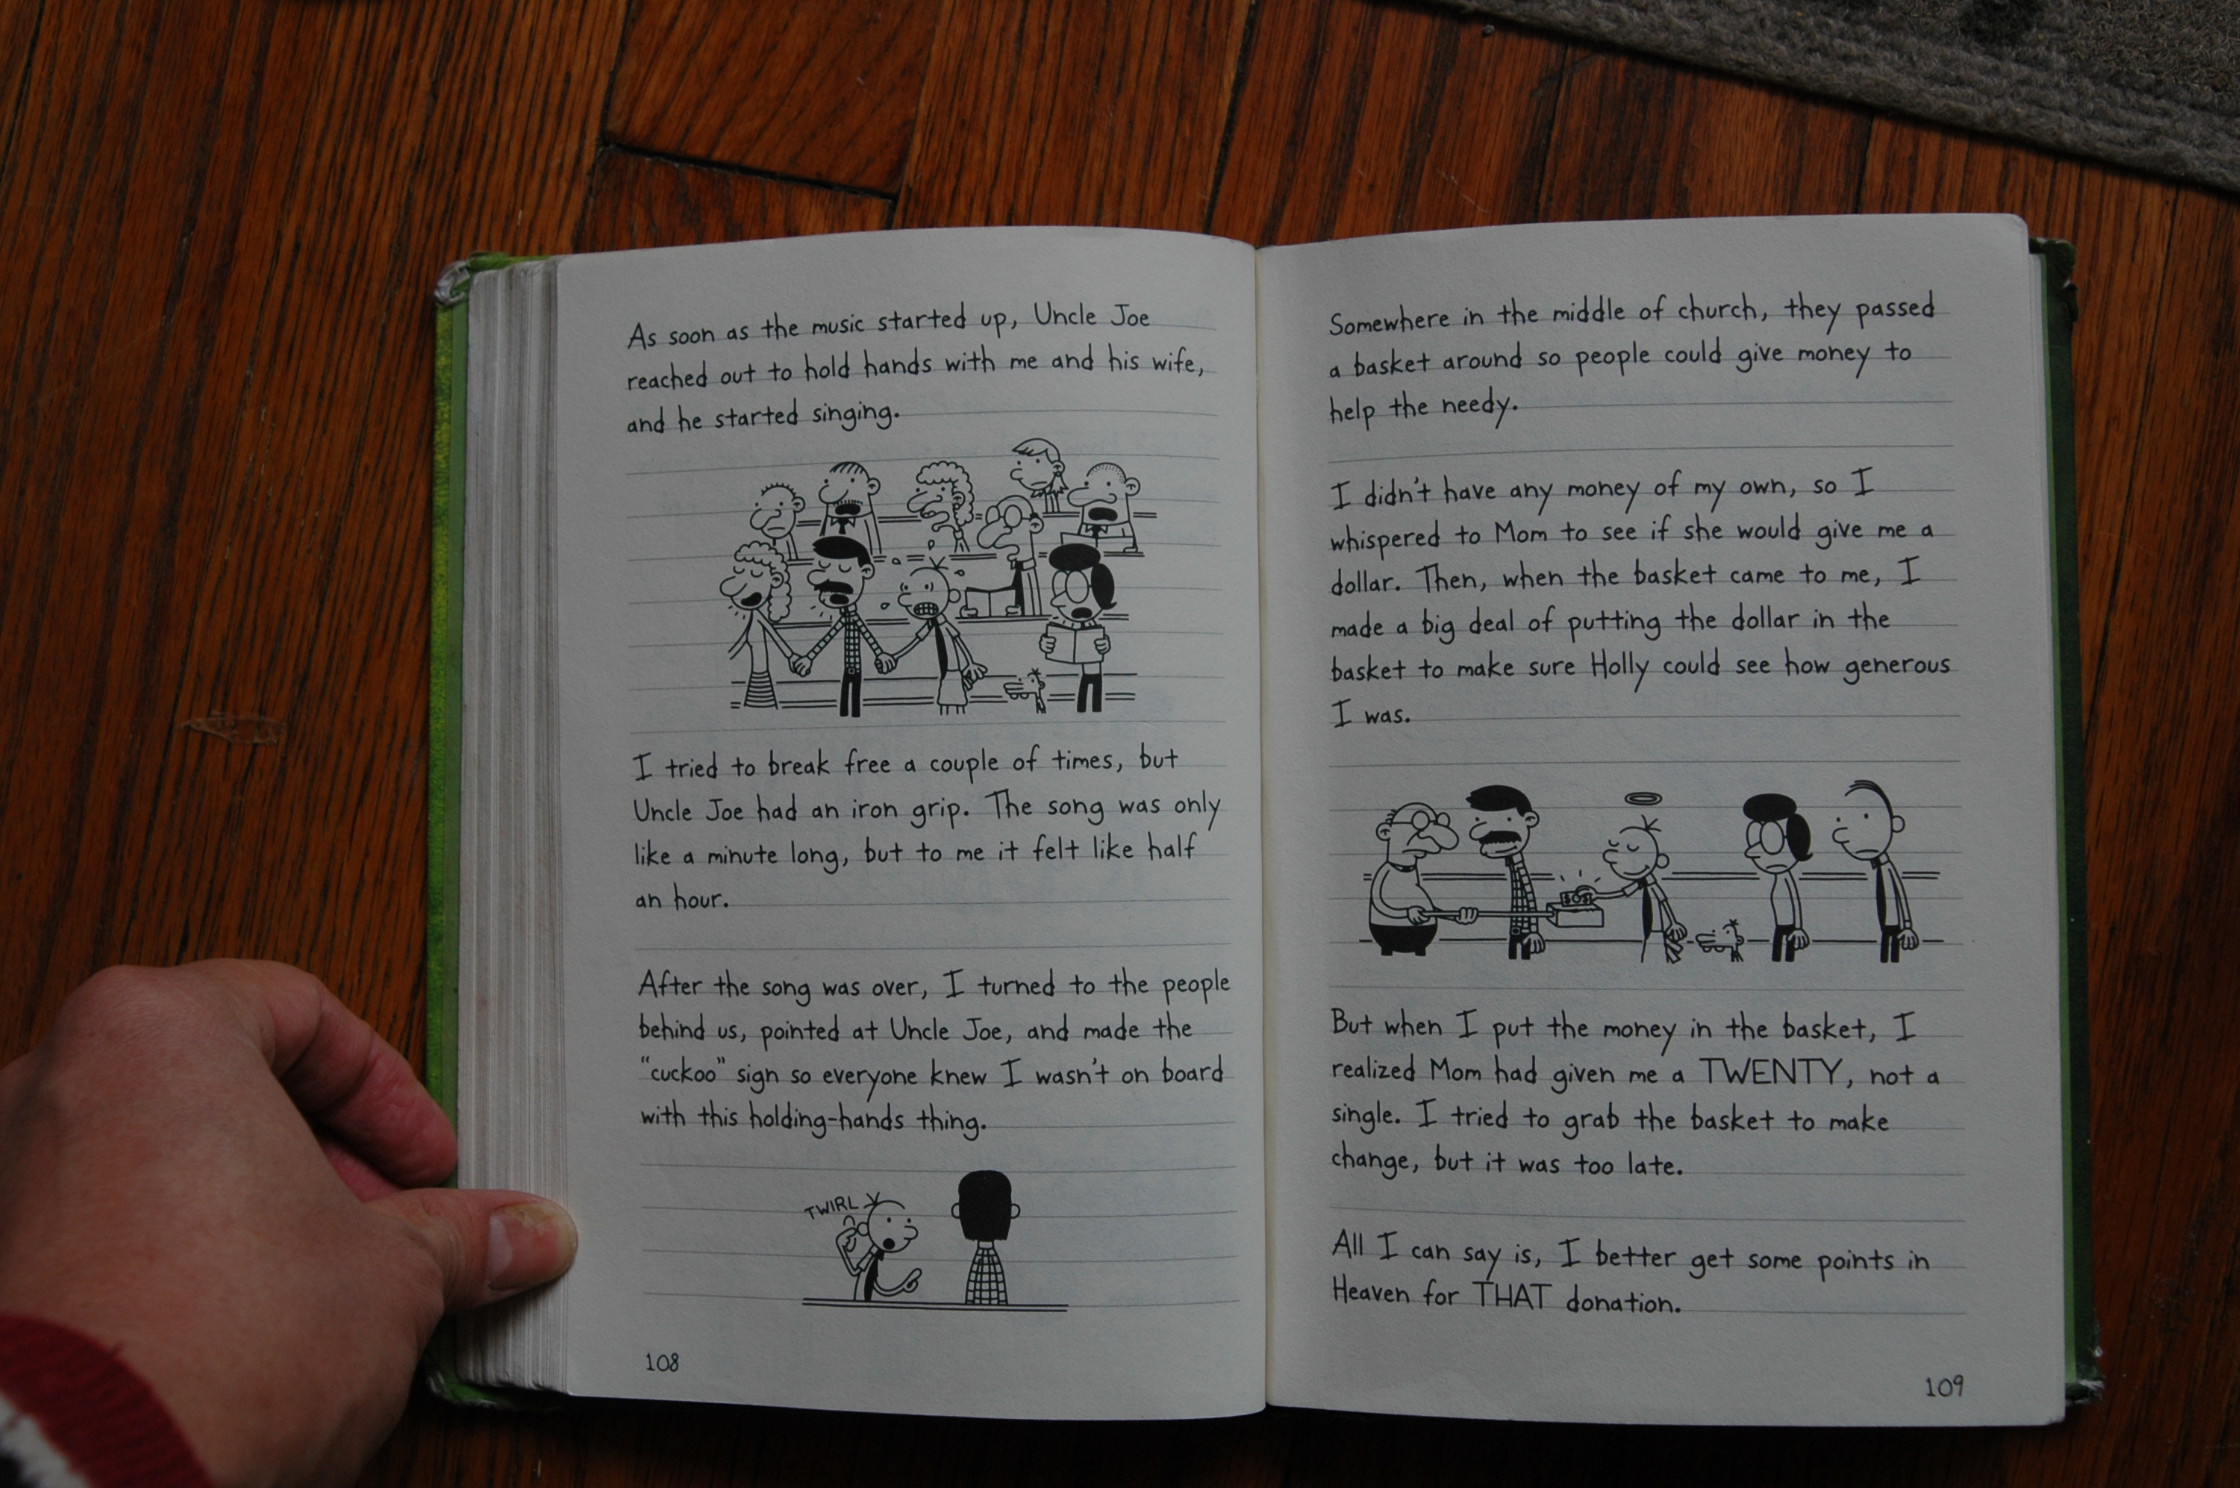 As soon as the music started up, Uncle Joe
reached out to hold hands with me and his wife,
and he started singing.
I tried to break free a couple of times, but
Uncle Joe had an iron grip. The song was only
like a minute long, but to me it felt like half
an hour.
After the song was over, I turned to the people
behind us, pointed at Uncle Joe, and made the
"cuckoo" sign so everyone knew I wasn't on board
with this holding-hands thing.
TWIRL
108
Somewhere in the middle of church, they passed
a basket around so people could give money to
help the needy.
I didn't have any money of my own, so I
whispered to Mom to see if she would give me a
dollar. Then, when the basket came to me, I
made a big deal of putting the dollar in the
basket to make sure Holly could see how generous
I was.
But when I put the money in the basket, I
realized Mom had given me a TWENTY, not a
single. I tried to grab the basket to make
change, but it was too late.
All I can say is, I better get some points in
Heaven for THAT donation.
109